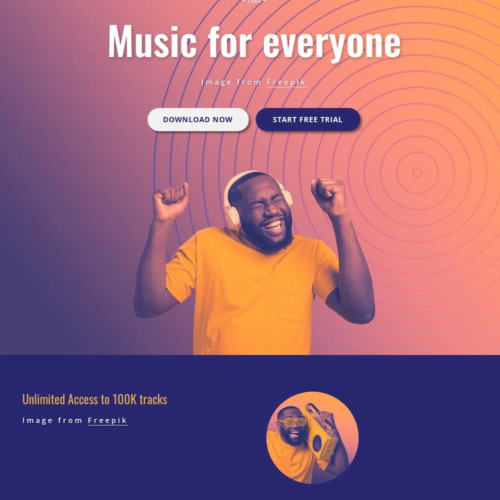 Music for everyone
Image from Freepik
DOWNLOAD NOW
START FREE TRIAL
Unlimited Access to 100K tracks
Image from Freepik